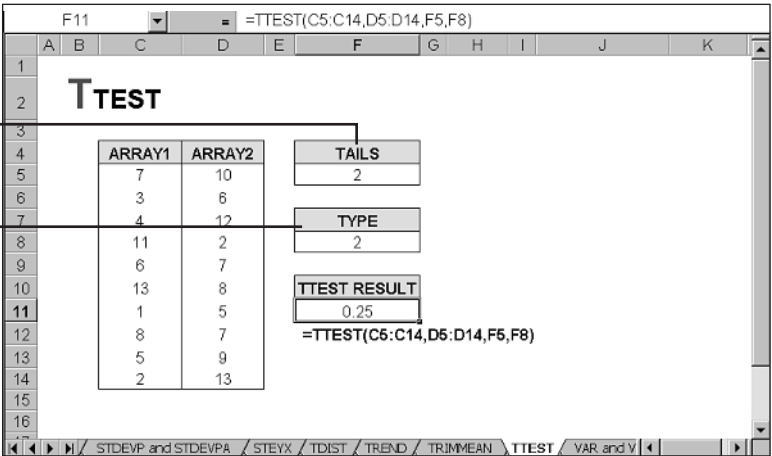 F11 = =TTEST(C5:C14,D5:D14,F5,F8)
A B C D E F G H I J K
1
2 TTEST
3
4 ARRAY1 ARRAY2 TAILS
5 7 10 2
6 3 6
7 4 12 TYPE
8 11 2 2
9 6 7
10 13 8 TTEST RESULT
11 1 5 0.25
12 8 7 =TTEST(C5:C14,D5:D14,F5,F8)
13 5 9
14 2 13
15
16
STDEVP and STDEVPA / STEYX / TDIST / TREND / TRIMMEAN \ TTEST / VAR and V